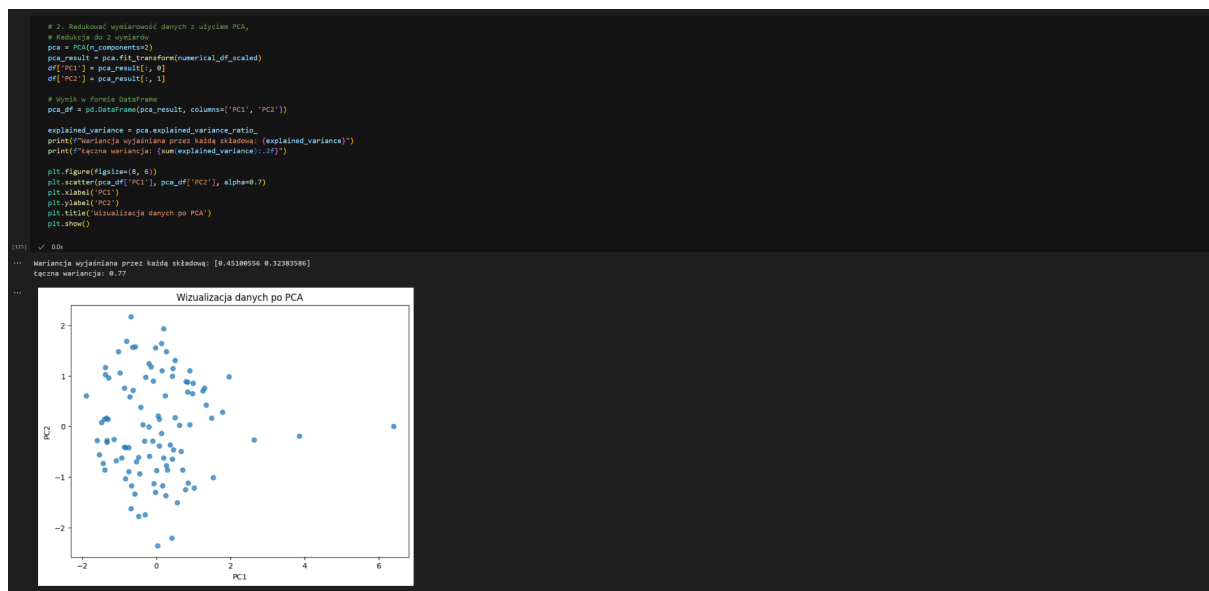 # 2. Redukować wymiarowość danych z użyciem PCA,
# Redukcja do 2 wymiarów
pca = PCA(n_components=2)
pca_result = pca.fit_transform(numerical_df_scaled)
df['PC1'] = pca_result[:, 0]
df['PC2'] = pca_result[:, 1]
# Wynik w formie DataFrame
pca_df = pd.DataFrame(pca_result, columns=['PC1', 'PC2'])
explained_variance = pca.explained_variance_ratio_
print(f"Wariancja wyjaśniana przez każdą składową: {explained_variance}")
print(f"Łączna wariancja: {sum(explained_variance):.2f}")
plt.figure(figsize=(8, 6))
plt.scatter(pca_df['PC1'], pca_df['PC2'], alpha=0.7)
plt.xlabel('PC1')
plt.ylabel('PC2')
plt.title('Wizualizacja danych po PCA')
plt.show()
[115] ✓ 0.0s
... Wariancja wyjaśniana przez każdą składową: [0.45100556 0.32383586]
Łączna wariancja: 0.77
...
Wizualizacja danych po PCA
2
1
0
−1
−2
PC2
−2 0 2 4 6
PC1